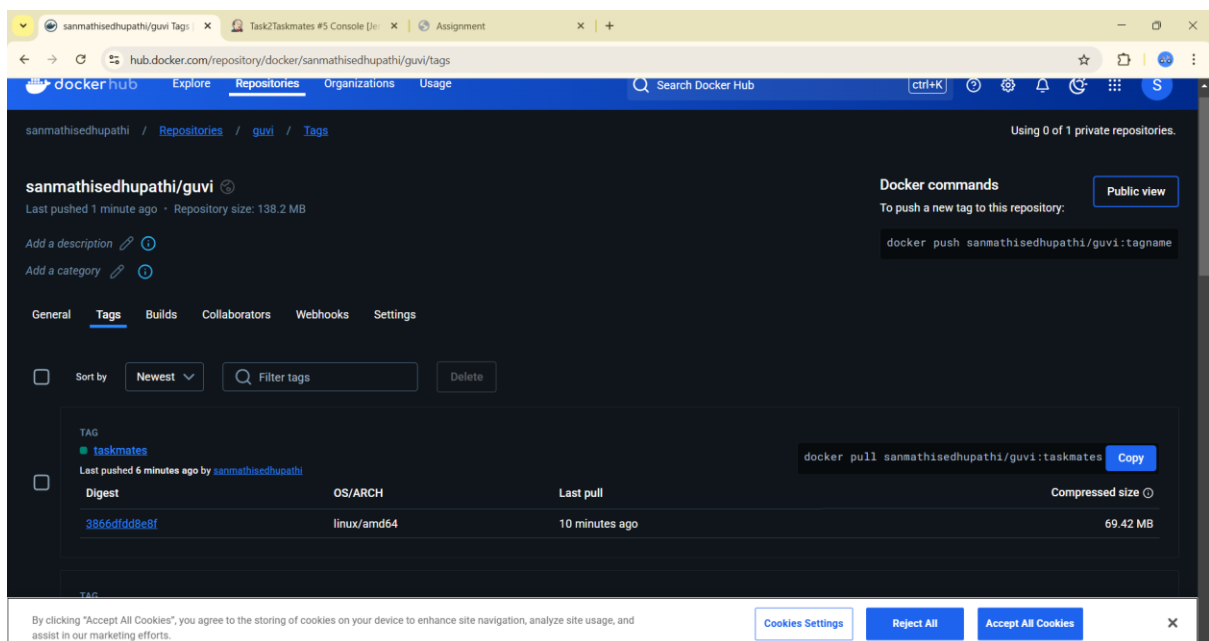 sanmathisedhupathi/guvi Tags
Task2Taskmates #5 Console [Jen
Assignment
hub.docker.com/repository/docker/sanmathisedhupathi/guvi/tags
dockerhub Explore Repositories Organizations Usage Search Docker Hub ctrl+K S
sanmathisedhupathi / Repositories / guvi / Tags
Using 0 of 1 private repositories.
sanmathisedhupathi/guvi
Last pushed 1 minute ago · Repository size: 138.2 MB
Add a description
Add a category
Docker commands
To push a new tag to this repository:
Public view
docker push sanmathisedhupathi/guvi:tagname
General Tags Builds Collaborators Webhooks Settings
Sort by Newest Filter tags Delete
TAG
taskmates
Last pushed 6 minutes ago by sanmathisedhupathi
docker pull sanmathisedhupathi/guvi:taskmates Copy
Digest OS/ARCH Last pull Compressed size
3866dfdd8e8f linux/amd64 10 minutes ago 69.42 MB
TAG
By clicking "Accept All Cookies", you agree to the storing of cookies on your device to enhance site navigation, analyze site usage, and
assist in our marketing efforts.
Cookies Settings Reject All Accept All Cookies